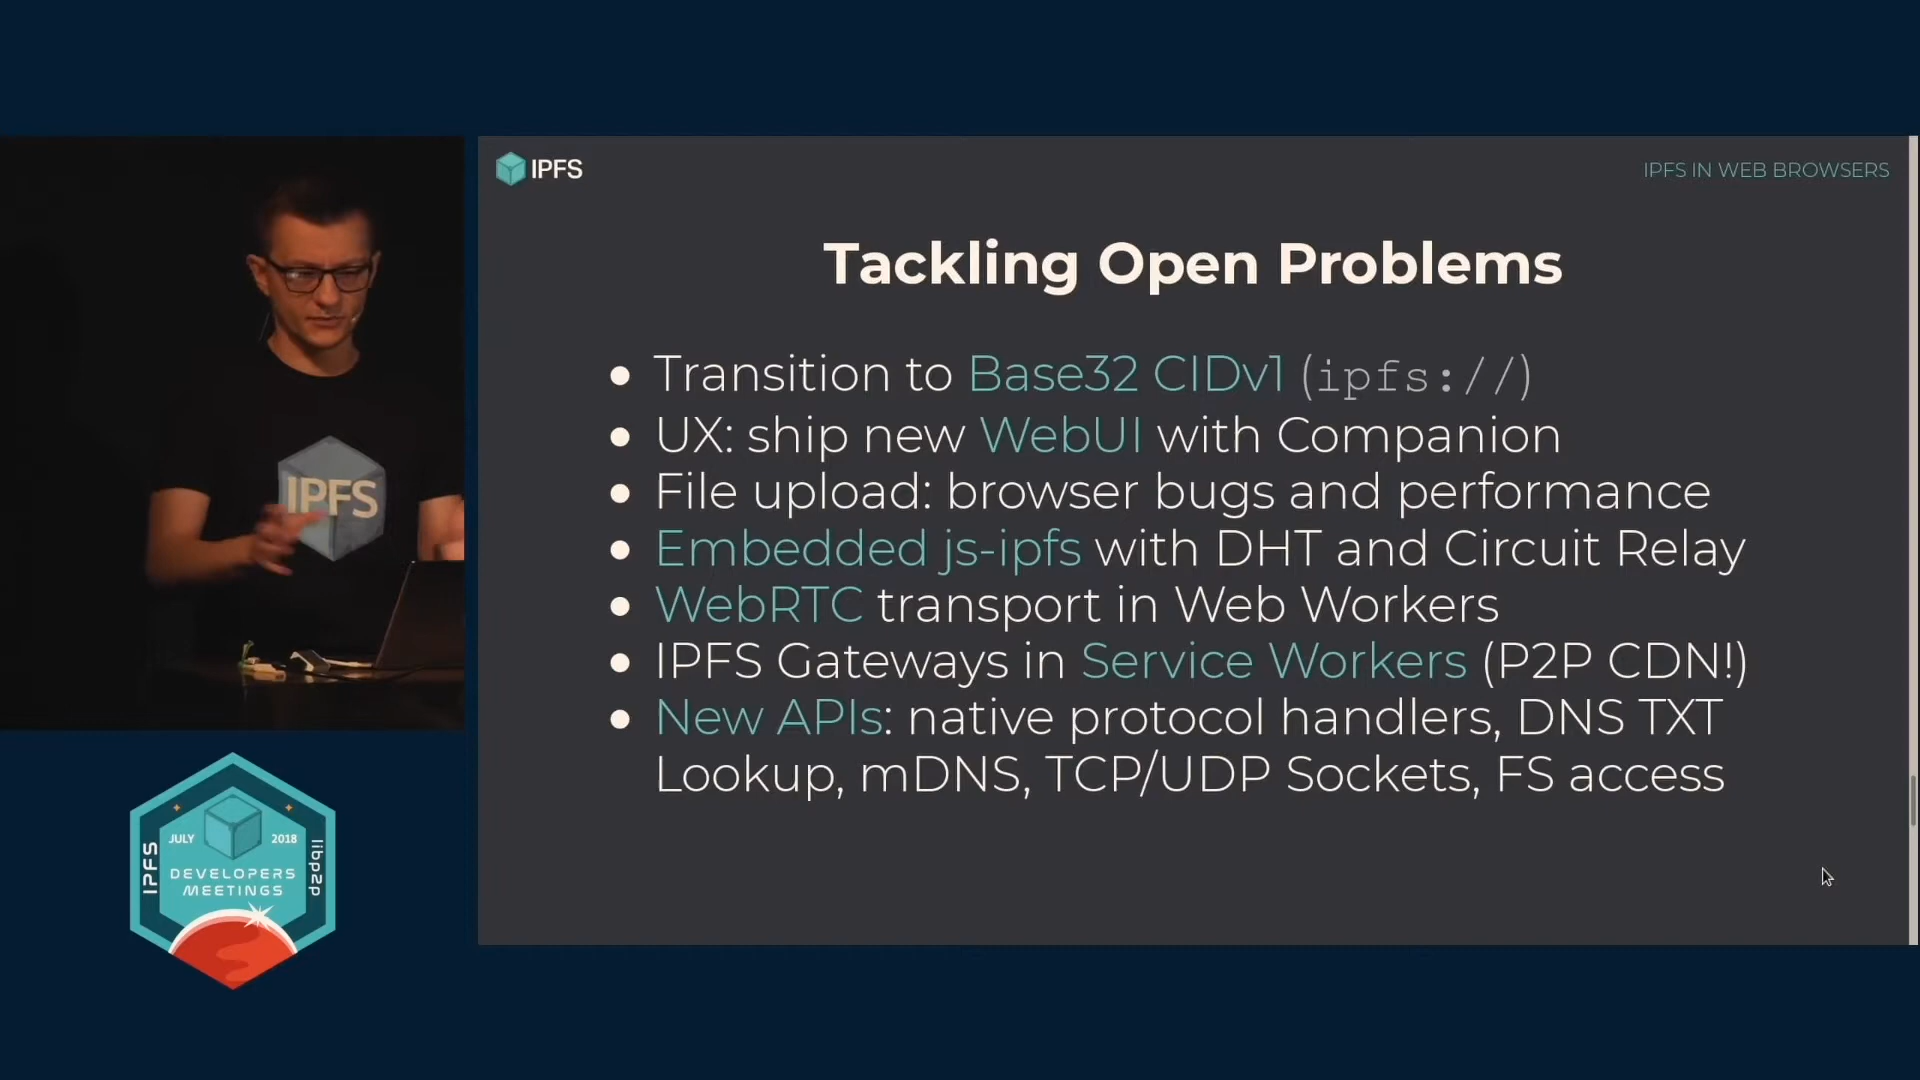 IPFS
IPFS IN WEB BROWSERS
Tackling Open Problems
● Transition to Base32 CIDv1 (ipfs://)
● UX: ship new WebUI with Companion
● File upload: browser bugs and performance
● Embedded js-ipfs with DHT and Circuit Relay
● WebRTC transport in Web Workers
● IPFS Gateways in Service Workers (P2P CDN!)
● New APIs: native protocol handlers, DNS TXT
Lookup, mDNS, TCP/UDP Sockets, FS access
IPFS
JULY 2018
IPFS
DEVELOPERS
MEETINGS
libp2p